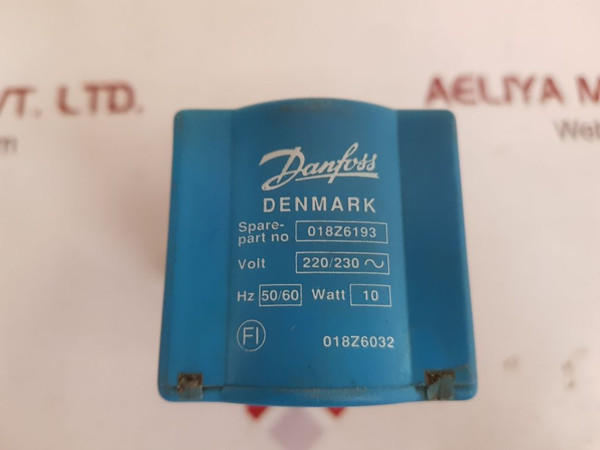 VT. LTD.
AELIYA M
Web
m
Danfoss
DENMARK
Spare-
part no 018Z6193
Volt 220/230 ~
Hz 50/60 Watt 10
FI 018Z6032